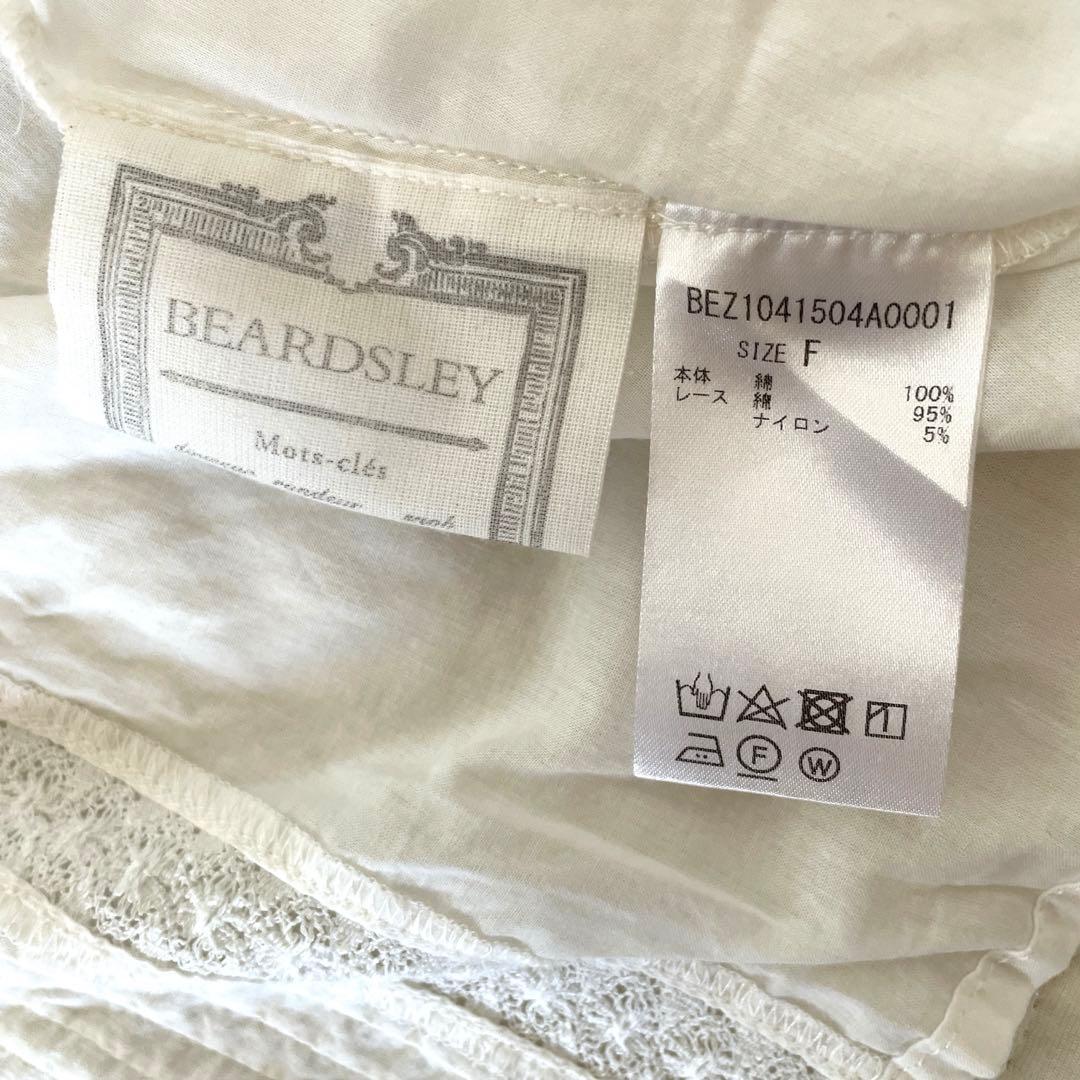 BEARDSLEY
Mots-clés
BEZ1041504A0001
SIZE F
本体 綿 100%
レース 綿 95%
ナイロン 5%
F
W